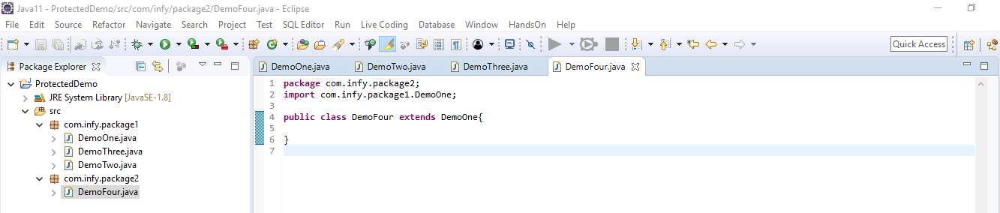 Java11 - ProtectedDemo/src/com/infy/package2/DemoFour.java - Eclipse
File Edit Source Refactor Navigate Search Project Test SQL Editor Run Live Coding Database Window HandsOn Help
Quick Access
Package Explorer
ProtectedDemo
JRE System Library [JavaSE-1.8]
src
com.infy.package1
DemoOne.java
DemoThree.java
DemoTwo.java
com.infy.package2
DemoFour.java
DemoOne.java DemoTwo.java DemoThree.java DemoFour.java
1 package com.infy.package2;
2 import com.infy.package1.DemoOne;
3
4 public class DemoFour extends DemoOne{
5
6 }
7